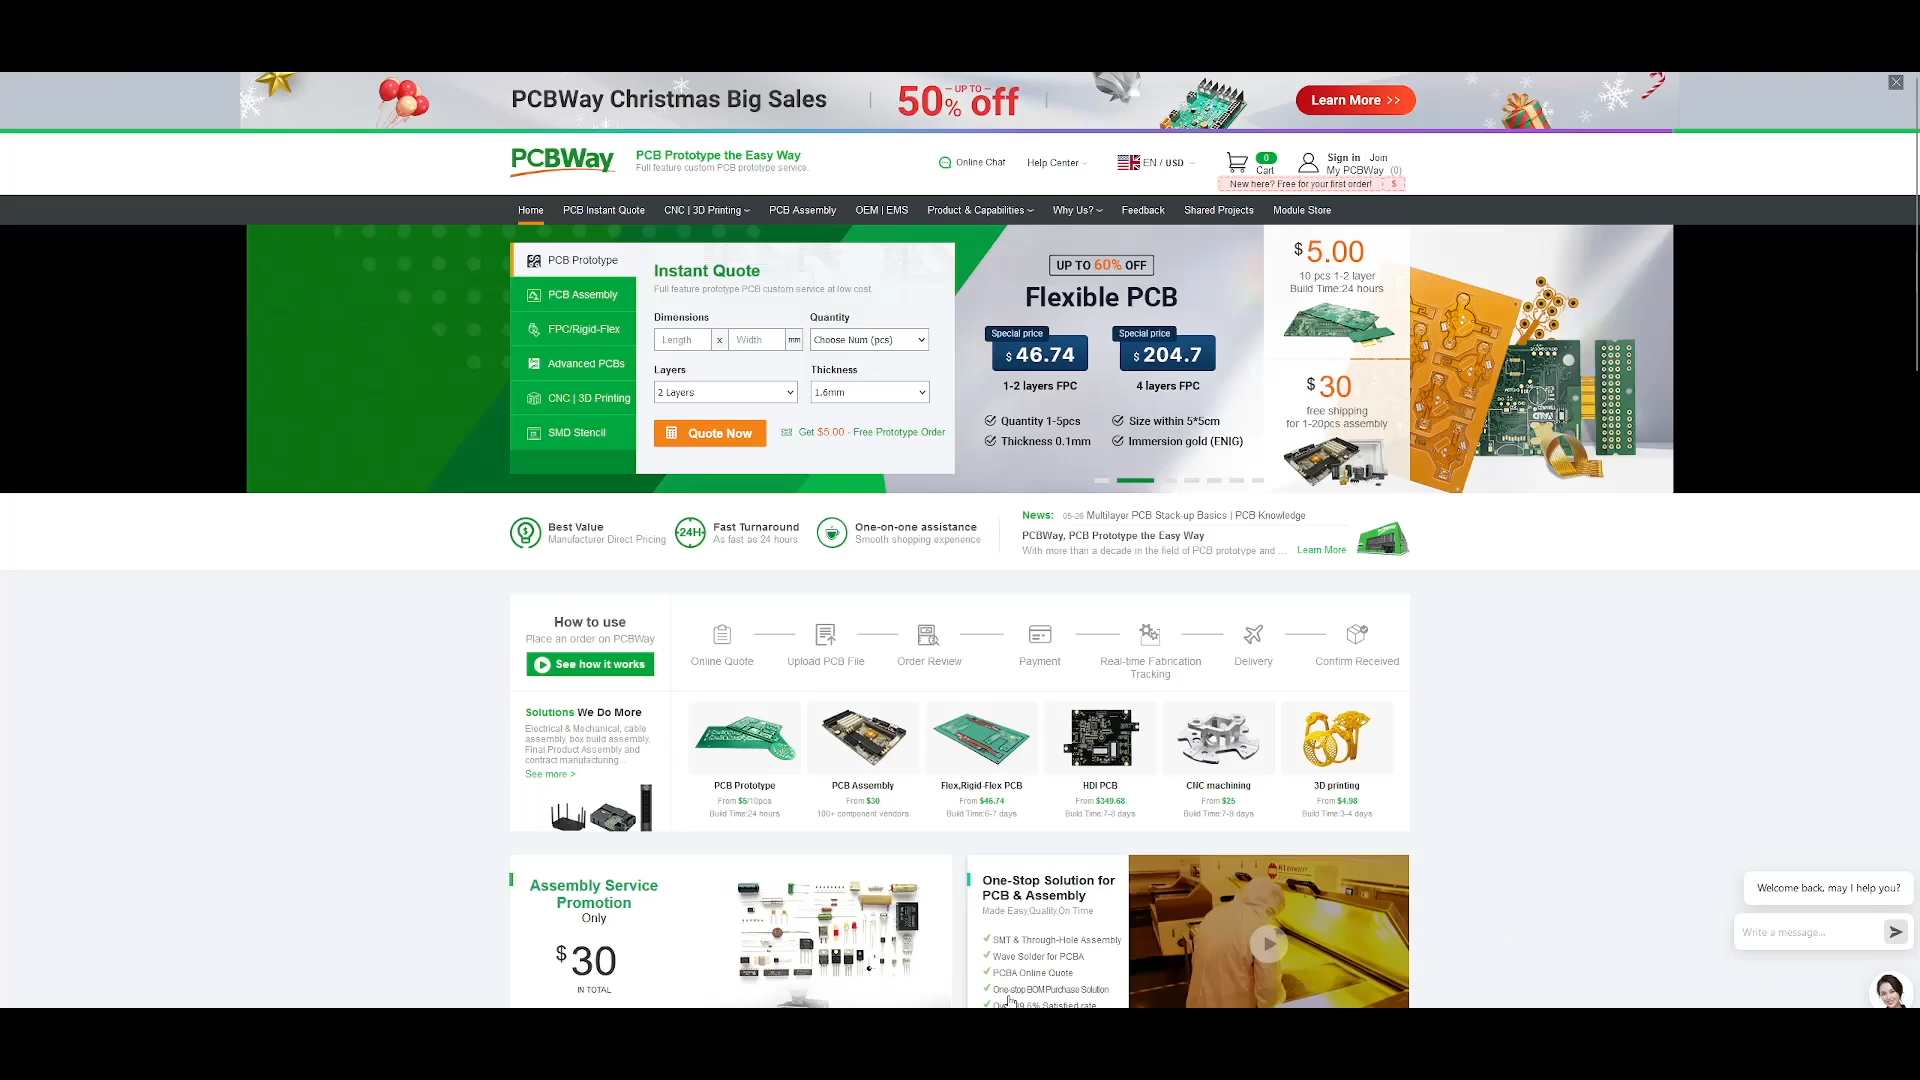 PCBWay Christmas Big Sales
UP TO
50% off
Learn More >>
PCBWay
PCB Prototype the Easy Way
Full feature custom PCB prototype service.
Online Chat
Help Center
EN / USD
0
Cart
Sign in Join
My PCBWay (0)
New here? Free for your first order! $
Home
PCB Instant Quote
CNC | 3D Printing
PCB Assembly
OEM | EMS
Product & Capabilities
Why Us?
Feedback
Shared Projects
Module Store
PCB Prototype
PCB Assembly
FPC/Rigid-Flex
Advanced PCBs
CNC | 3D Printing
SMD Stencil
Instant Quote
Full feature prototype PCB custom service at low cost.
Dimensions
Quantity
Length x Width mm
Choose Num (pcs)
Layers
Thickness
2 Layers
1.6mm
Quote Now
Get $5.00 - Free Prototype Order
UP TO 60% OFF
Flexible PCB
Special price
$ 46.74
1-2 layers FPC
Special price
$ 204.7
4 layers FPC
Quantity 1-5pcs
Size within 5*5cm
Thickness 0.1mm
Immersion gold (ENIG)
$ 5.00
10 pcs 1-2 layer
Build Time:24 hours
$ 30
free shipping
for 1-20pcs assembly
Best Value
Manufacturer Direct Pricing
24H
Fast Turnaround
As fast as 24 hours
One-on-one assistance
Smooth shopping experience
News: 05-26 Multilayer PCB Stack-up Basics | PCB Knowledge
PCBWay, PCB Prototype the Easy Way
With more than a decade in the field of PCB prototype and ... Learn More
How to use
Place an order on PCBWay
See how it works
Online Quote
Upload PCB File
Order Review
Payment
Real-time Fabrication
Tracking
Delivery
Confirm Received
Solutions We Do More
Electrical & Mechanical, cable
assembly, box build assembly,
Final Product Assembly and
contract manufacturing...
See more >
PCB Prototype
From $5/10pcs
Build Time:24 hours
PCB Assembly
From $30
100+ component vendors
Flex,Rigid-Flex PCB
From $46.74
Build Time:6-7 days
HDI PCB
From $349.68
Build Time:7-8 days
CNC machining
From $25
Build Time:7-9 days
3D printing
From $4.98
Build Time:3-4 days
Assembly Service
Promotion
Only
$ 30
IN TOTAL
One-Stop Solution for
PCB & Assembly
Made Easy,Quality,On Time
SMT & Through-Hole Assembly
Wave Solder for PCBA
PCBA Online Quote
One-stop BOM Purchase Solution
Satisfied rate
Welcome back, may I help you?
Write a message...